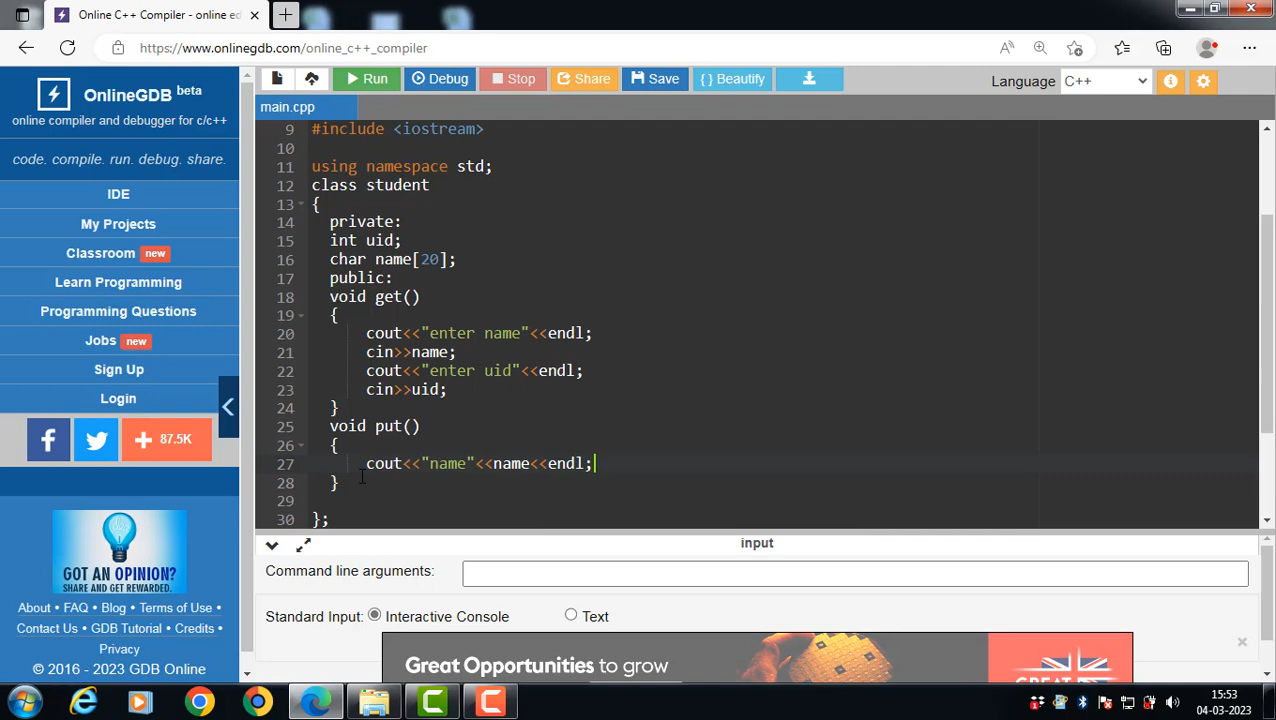 Online C++ Compiler - online ed
https://www.onlinegdb.com/online_c++_compiler
OnlineGDB beta
online compiler and debugger for c/c++
code. compile. run. debug. share.
IDE
My Projects
Classroom new
Learn Programming
Programming Questions
Jobs new
Sign Up
Login
87.5K
GOT AN OPINION?
SHARE AND GET REWARDED.
About • FAQ • Blog • Terms of Use •
Contact Us • GDB Tutorial • Credits •
Privacy
© 2016 - 2023 GDB Online
Run Debug Stop Share Save { } Beautify
Language C++
main.cpp
9 #include <iostream>
10
11 using namespace std;
12 class student
13 {
14 private:
15 int uid;
16 char name[20];
17 public:
18 void get()
19 {
20 cout<<"enter name"<<endl;
21 cin>>name;
22 cout<<"enter uid"<<endl;
23 cin>>uid;
24 }
25 void put()
26 {
27 cout<<"name"<<name<<endl;
28 }
29
30 };
input
Command line arguments:
Standard Input: Interactive Console Text
Great Opportunities to grow
GREAT
15:53
04-03-2023